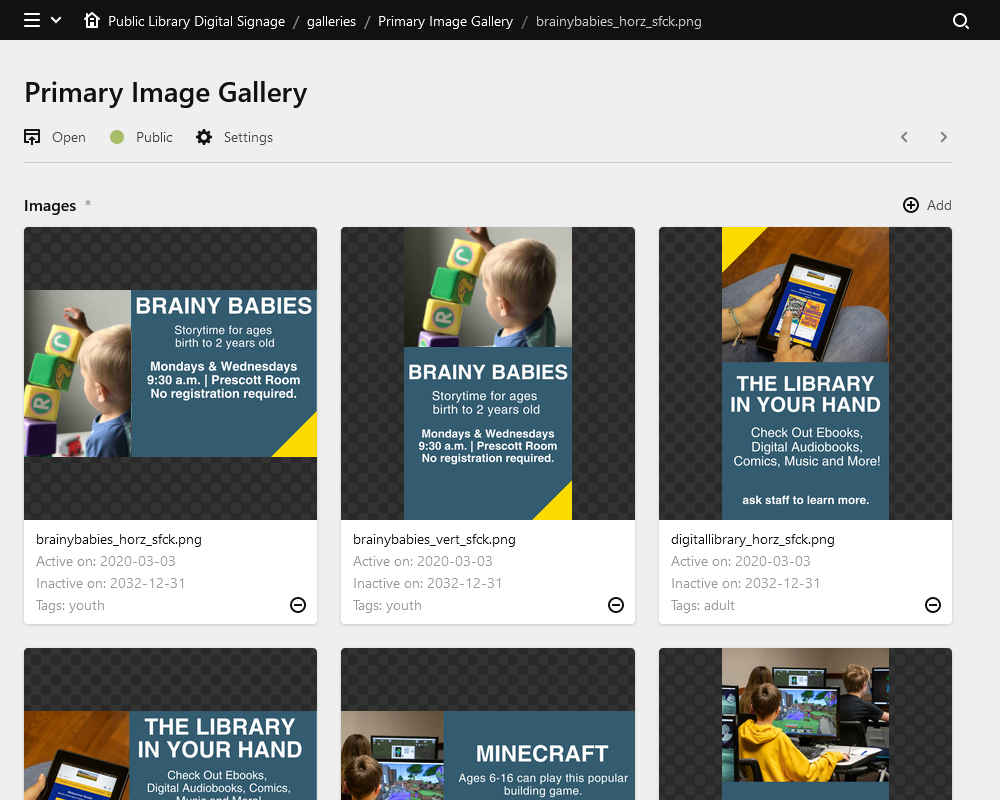 Public Library Digital Signage / galleries / Primary Image Gallery / brainybabies_horz_sfck.png
Primary Image Gallery
Open Public Settings
Images *
Add
BRAINY BABIES
Storytime for ages
birth to 2 years old
Mondays & Wednesdays
9:30 a.m. | Prescott Room
No registration required.
brainybabies_horz_sfck.png
Active on: 2020-03-03
Inactive on: 2032-12-31
Tags: youth
BRAINY BABIES
Storytime for ages
birth to 2 years old
Mondays & Wednesdays
9:30 a.m. | Prescott Room
No registration required.
brainybabies_vert_sfck.png
Active on: 2020-03-03
Inactive on: 2032-12-31
Tags: youth
THE LIBRARY
IN YOUR HAND
Check Out Ebooks,
Digital Audiobooks,
Comics, Music and More!
ask staff to learn more.
digitallibrary_horz_sfck.png
Active on: 2020-03-03
Inactive on: 2032-12-31
Tags: adult
THE LIBRARY
IN YOUR HAND
Check Out Ebooks,
Digital Audiobooks, Comics,
Music and More!
MINECRAFT
Ages 6-16 can play this popular
building game.